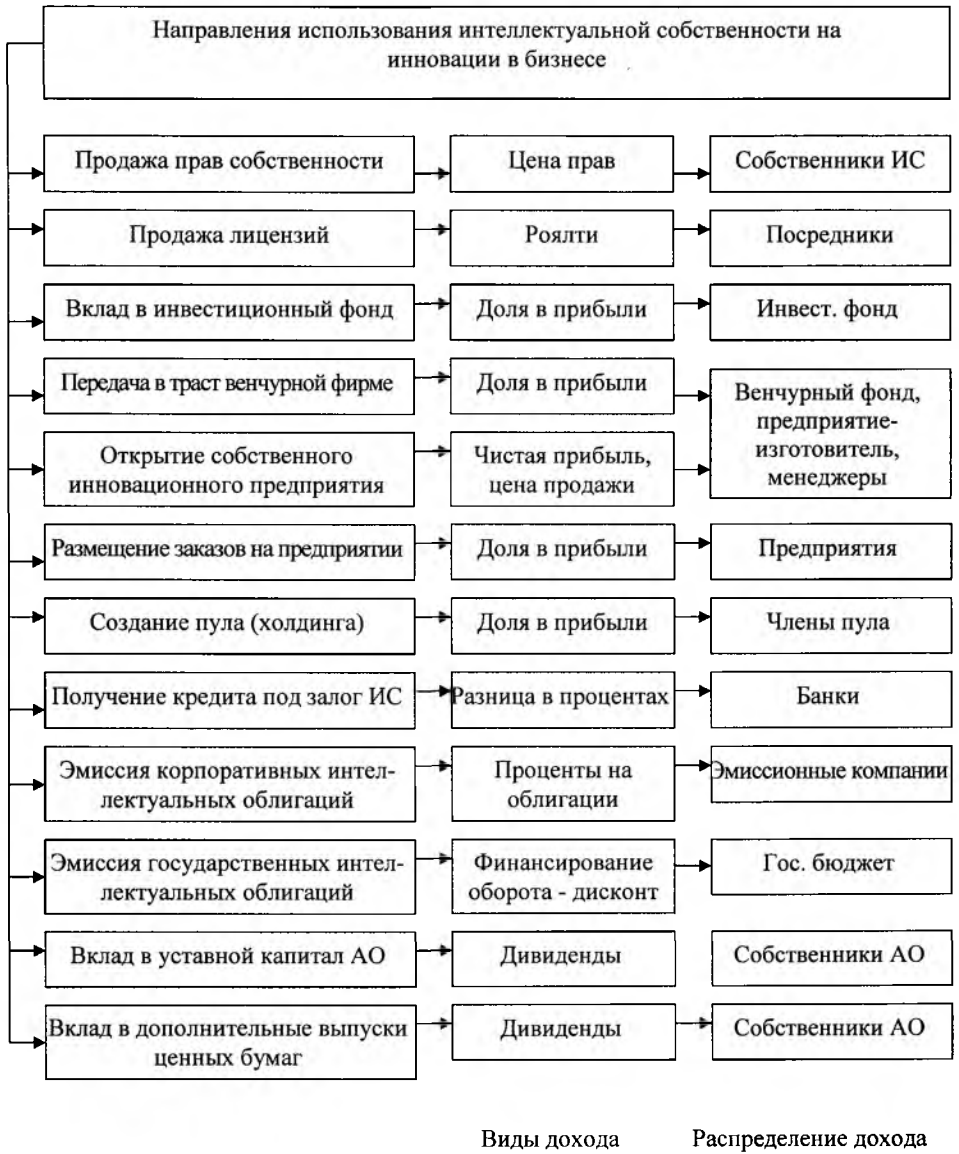 Направления использования интеллектуальной собственности на
инновации в бизнесе
Продажа прав собственности
Цена прав
Собственники ИС
Продажа лицензий
Роялти
Посредники
Вклад в инвестиционный фонд
Доля в прибыли
Инвест. фонд
Передача в траст венчурной фирме
Доля в прибыли
Венчурный фонд,
предприятие-
изготовитель,
менеджеры
Открытие собственного
инновационного предприятия
Чистая прибыль,
цена продажи
Размещение заказов на предприятии
Доля в прибыли
Предприятия
Создание пула (холдинга)
Доля в прибыли
Члены пула
Получение кредита под залог ИС
Разница в процентах
Банки
Эмиссия корпоративных интел-
лектуальных облигаций
Проценты на
облигации
Эмиссионные компании
Эмиссия государственных интел-
лектуальных облигаций
Финансирование
оборота - дисконт
Гос. бюджет
Вклад в уставной капитал АО
Дивиденды
Собственники АО
Вклад в дополнительные выпуски
ценных бумаг
Дивиденды
Собственники АО
Виды дохода
Распределение дохода